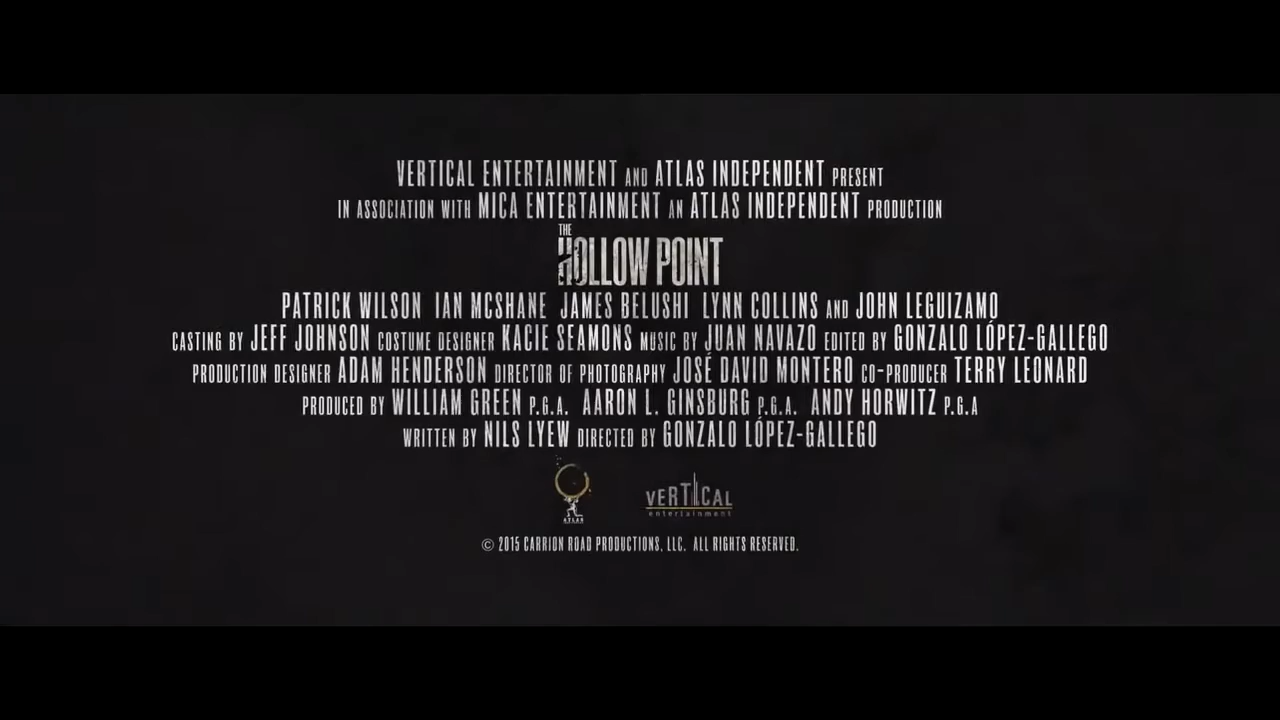 VERTICAL ENTERTAINMENT AND ATLAS INDEPENDENT PRESENT
IN ASSOCIATION WITH MICA ENTERTAINMENT AN ATLAS INDEPENDENT PRODUCTION
THE
HOLLOW POINT
PATRICK WILSON IAN MCSHANE JAMES BELUSHI LYNN COLLINS AND JOHN LEGUIZAMO
CASTING BY JEFF JOHNSON COSTUME DESIGNER KACIE SEAMONS MUSIC BY JUAN NAVAZO EDITED BY GONZALO LÓPEZ-GALLEGO
PRODUCTION DESIGNER ADAM HENDERSON DIRECTOR OF PHOTOGRAPHY JOSÉ DAVID MONTERO CO-PRODUCER TERRY LEONARD
PRODUCED BY WILLIAM GREEN P.G.A. AARON L. GINSBURG P.G.A. ANDY HORWITZ P.G.A
WRITTEN BY NILS LYEW DIRECTED BY GONZALO LÓPEZ-GALLEGO
ATLAS
VERTICAL
entertainment
© 2015 CARRION ROAD PRODUCTIONS, LLC. ALL RIGHTS RESERVED.